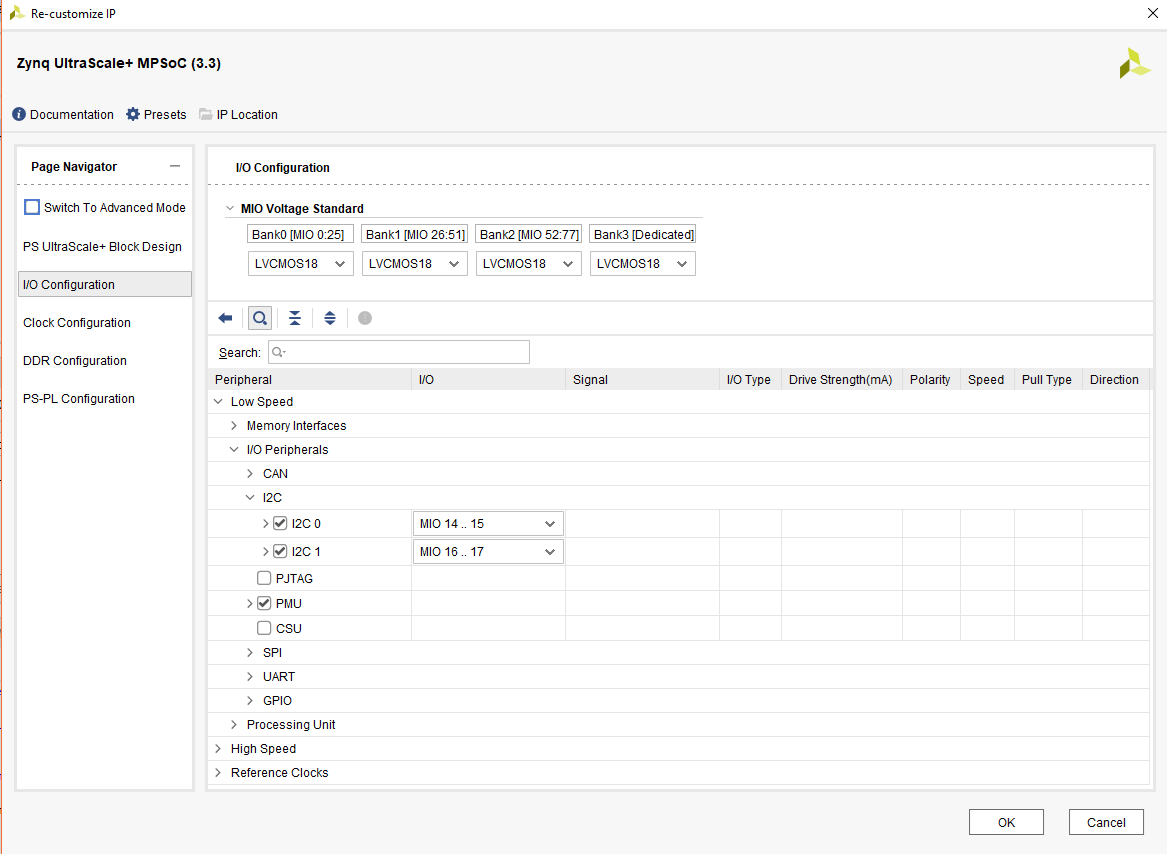 Re-customize IP
Zynq UltraScale+ MPSoC (3.3)
Documentation Presets IP Location
Page Navigator
Switch To Advanced Mode
PS UltraScale+ Block Design
I/O Configuration
Clock Configuration
DDR Configuration
PS-PL Configuration
I/O Configuration
MIO Voltage Standard
Bank0 [MIO 0:25] Bank1 [MIO 26:51] Bank2 [MIO 52:77] Bank3 [Dedicated]
LVCMOS18 LVCMOS18 LVCMOS18 LVCMOS18
Search:
Peripheral I/O Signal I/O Type Drive Strength(mA) Polarity Speed Pull Type Direction
Low Speed
Memory Interfaces
I/O Peripherals
CAN
I2C
I2C 0 MIO 14 .. 15
I2C 1 MIO 16 .. 17
PJTAG
PMU
CSU
SPI
UART
GPIO
Processing Unit
High Speed
Reference Clocks
OK Cancel